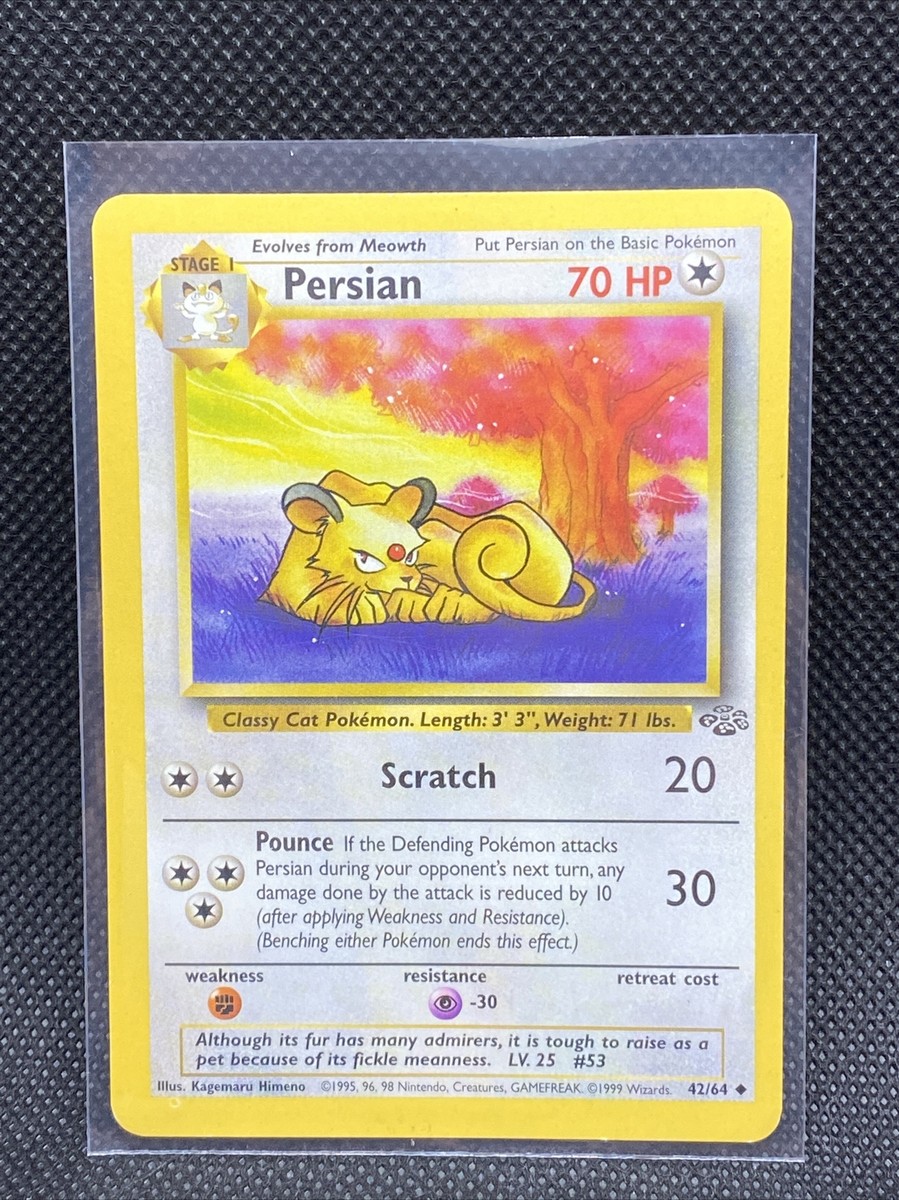 Evolves from Meowth Put Persian on the Basic Pokémon
STAGE 1
Persian 70 HP
Classy Cat Pokémon. Length: 3' 3", Weight: 71 lbs.
Scratch 20
Pounce If the Defending Pokémon attacks
Persian during your opponent's next turn, any
damage done by the attack is reduced by 10
(after applying Weakness and Resistance).
(Benching either Pokémon ends this effect.)
30
weakness resistance retreat cost
-30
Although its fur has many admirers, it is tough to raise as a
pet because of its fickle meanness. LV. 25 #53
Illus. Kagemaru Himeno ©1995, 96, 98 Nintendo, Creatures, GAMEFREAK. ©1999 Wizards. 42/64